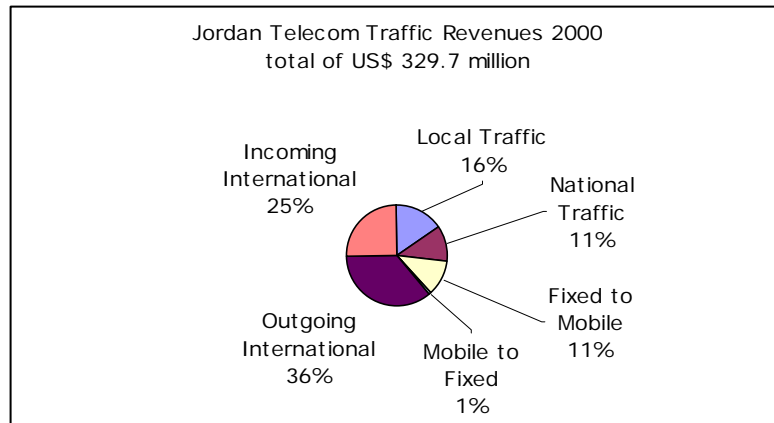 Jordan Telecom Traffic Revenues 2000
total of US$ 329.7 million
Local Traffic
16%
National
Traffic
11%
Fixed to
Mobile
11%
Mobile to
Fixed
1%
Outgoing
International
36%
Incoming
International
25%